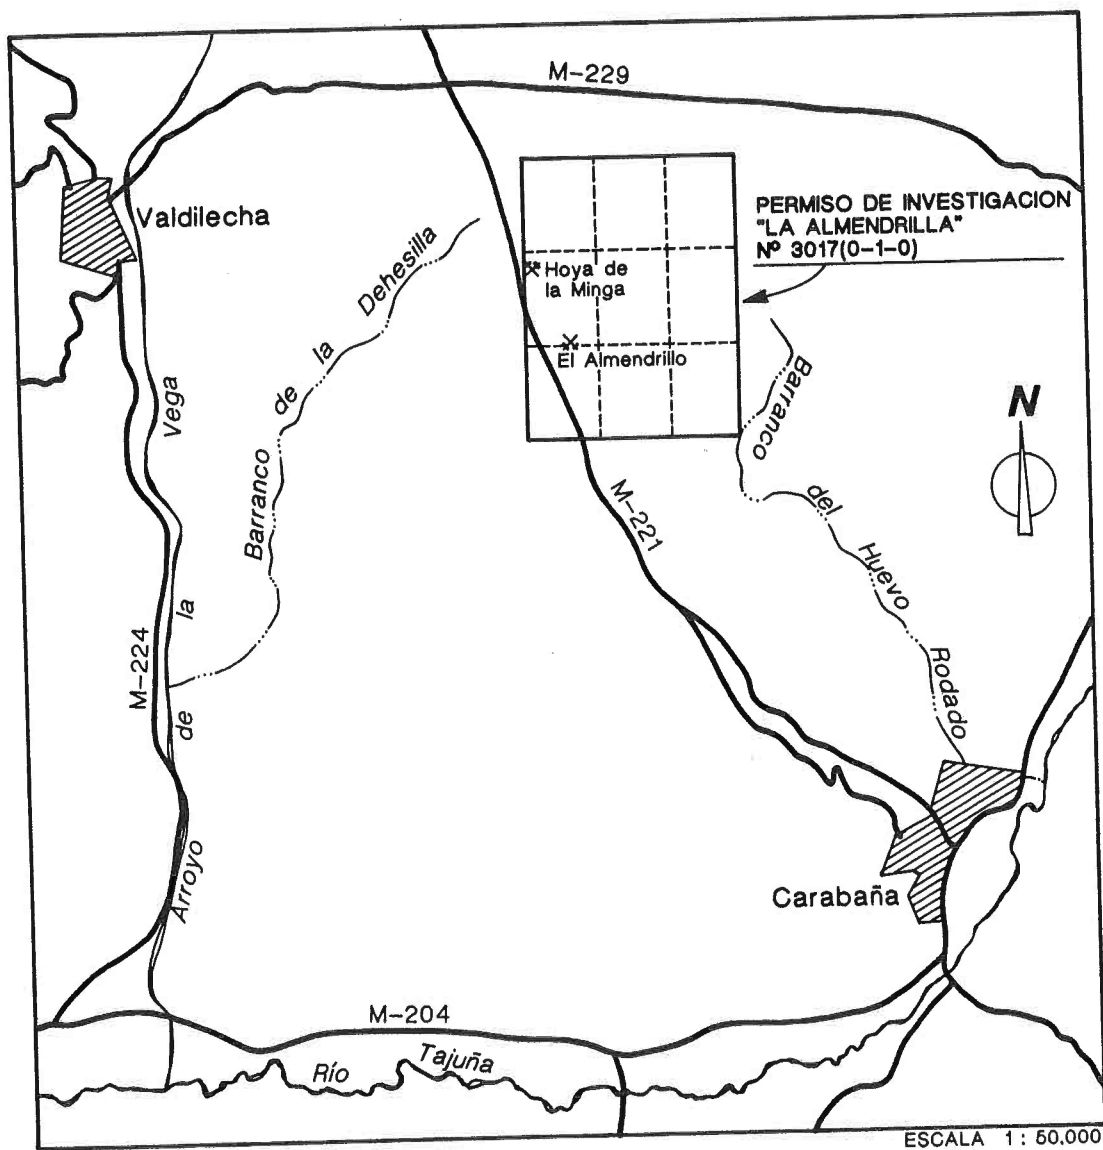 M-229
Valdilecha
PERMISO DE INVESTIGACION
"LA ALMENDRILLA"
Nº 3017(0-1-0)
Hoya de
la Minga
El Almendrillo
Barranco de la Dehesilla
Barranco del Huevo Rodado
N
M-221
M-224
Arroyo de la Vega
Carabaña
M-204
Río Tajuña
ESCALA 1: 50.000